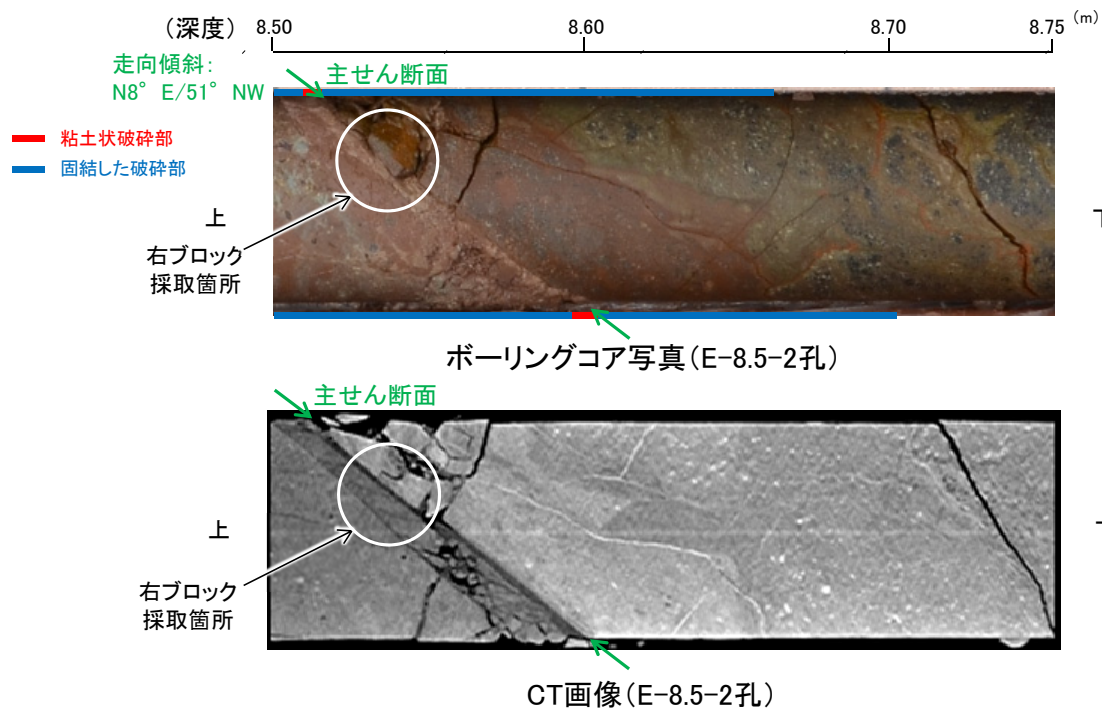 (深度) 8.50 8.60 8.70 8.75 (m)
走向傾斜:
N8°E/51°NW
主せん断面
粘土状破砕部
固結した破砕部
上
右ブロック
採取箇所
ボーリングコア写真(E-8.5-2孔)
主せん断面
上
右ブロック
採取箇所
CT画像(E-8.5-2孔)